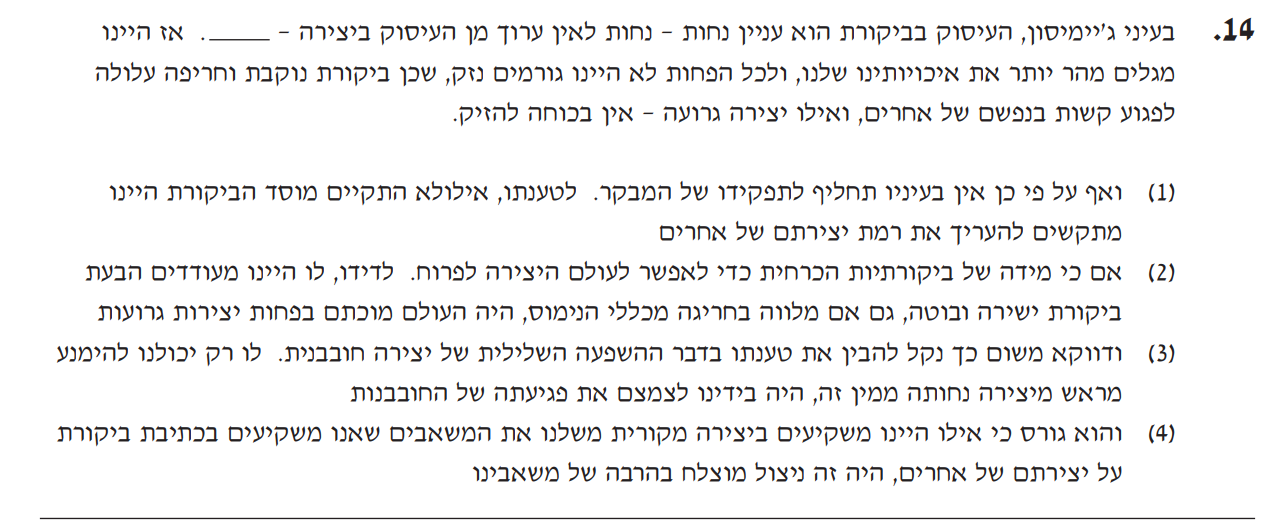 14. בעיני ג'יימיסון, העיסוק בביקורת הוא עניין נחות – נחות לאין ערוך מן העיסוק ביצירה – _____. אז היינו
מגלים מהר יותר את איכויותינו שלנו, ולכל הפחות לא היינו גורמים נזק, שכן ביקורת נוקבת וחריפה עלולה
לפגוע קשות בנפשם של אחרים, ואילו יצירה גרועה – אין בכוחה להזיק.
(1) ואף על פי כן אין בעיניו תחליף לתפקידו של המבקר. לטענתו, אילולא התקיים מוסד הביקורת היינו
מתקשים להעריך את רמת יצירתם של אחרים
(2) אם כי מידה של ביקורתיות הכרחית כדי לאפשר לעולם היצירה לפרוח. לדידו, לו היינו מעודדים הבעת
ביקורת ישירה ובוטה, גם אם מלווה בחריגה מכללי הנימוס, היה העולם מוכתם בפחות יצירות גרועות
(3) ודווקא משום כך נקל להבין את טענתו בדבר ההשפעה השלילית של יצירה חובבנית. לו רק יכולנו להימנע
מראש מיצירה נחותה ממין זה, היה בידינו לצמצם את פגיעתה של החובבנות
(4) והוא גורס כי אילו היינו משקיעים ביצירה מקורית משלנו את המשאבים שאנו משקיעים בכתיבת ביקורת
על יצירתם של אחרים, היה זה ניצול מוצלח בהרבה של משאבינו